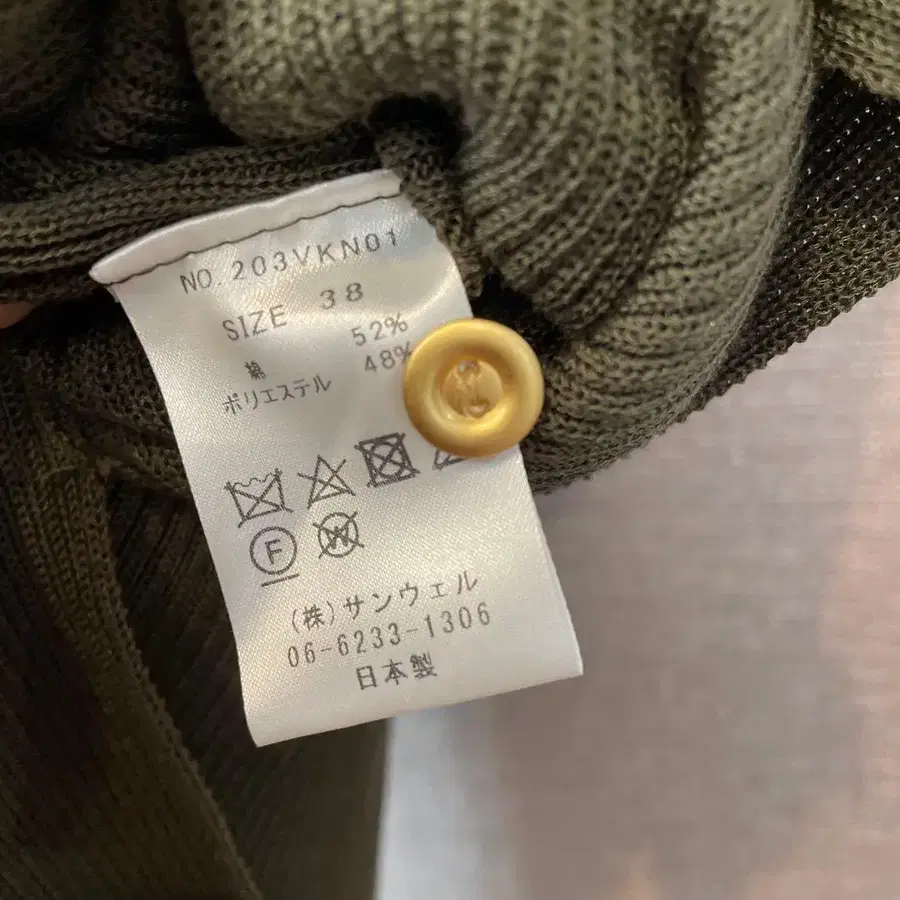 NO. 203VKN01
SIZE 38
綿 52%
ポリエステル 48%
F
W
(株)サンウェル
06-6233-1306
日本製